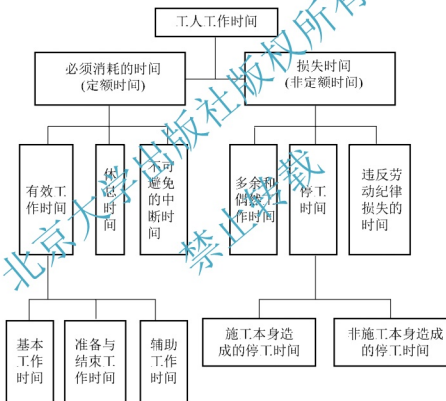 工人工作时间
必须消耗的时间
(定额时间)
损失时间
(非定额时间)
有效工
作时间
休
息
时
间
不可
避免
的中
断时
间
多余和
偶然工
作时间
停工
时间
违反劳
动纪律
损失的
时间
基本
工作
时间
准备与
结束工
作时间
辅助
工作
时间
施工本身造
成的停工时间
非施工本身造成
的停工时间
北京大学出版社版权所有
禁止转载